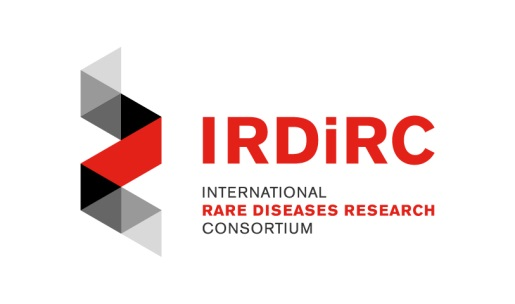 IRDiRC
INTERNATIONAL
RARE DISEASES RESEARCH
CONSORTIUM